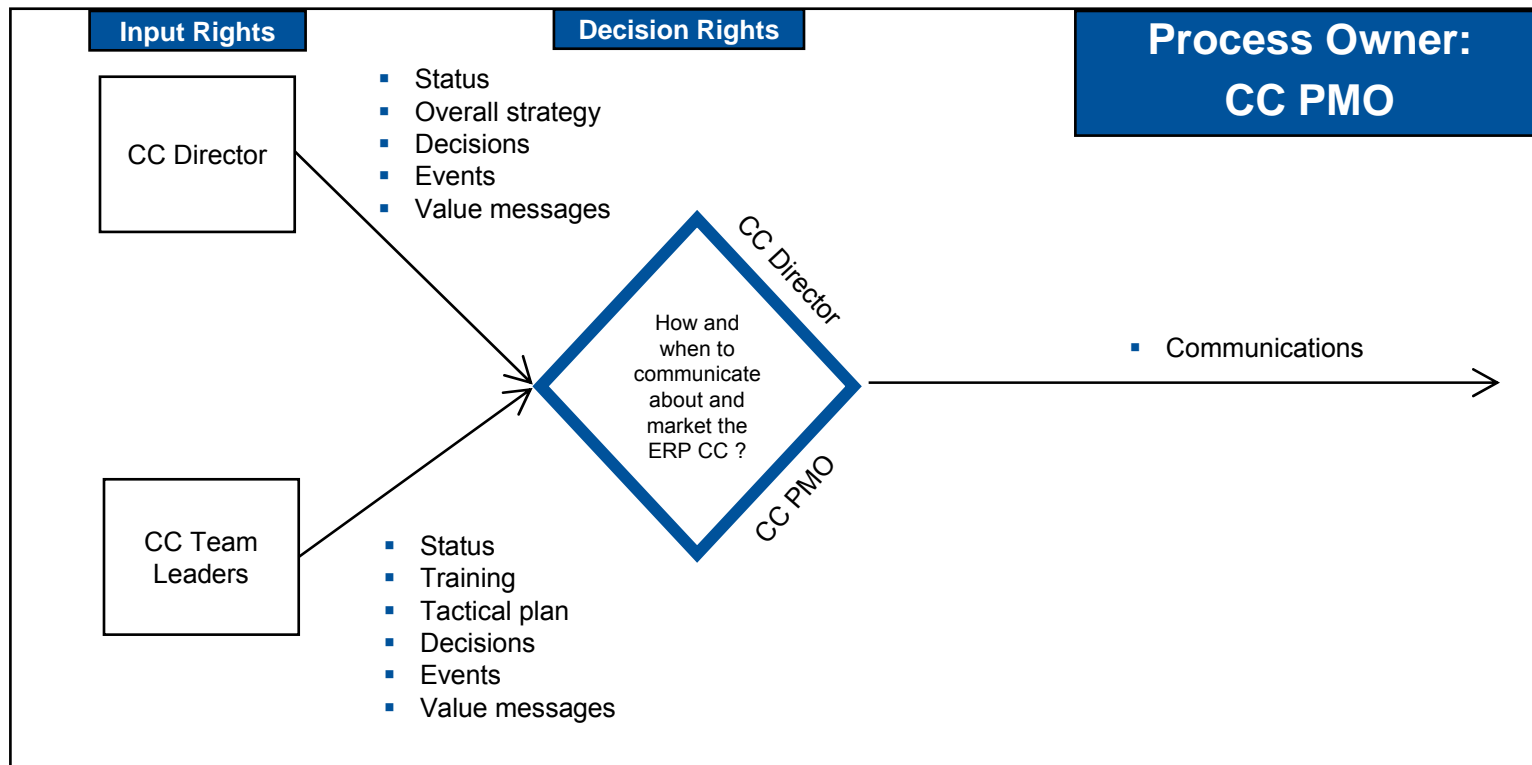 Input Rights
Decision Rights
Process Owner:
CC PMO
CC Director
Status
Overall strategy
Decisions
Events
Value messages
CC Director
How and
when to
communicate
about and
market the
ERP CC ?
CC PMO
Communications
CC Team
Leaders
Status
Training
Tactical plan
Decisions
Events
Value messages